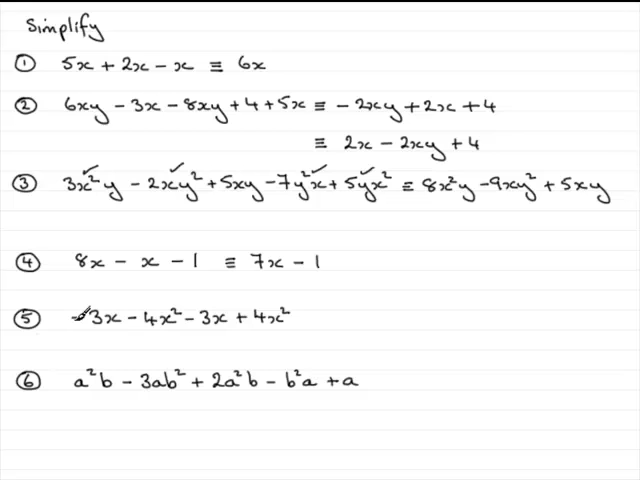 Simplify
① 5x + 2x - x ≡ 6x
② 6xy - 3x - 8xy + 4 + 5x ≡ - 2xy + 2x + 4
≡ 2x - 2xy + 4
③ 3x²y - 2xy² + 5xy - 7y²x + 5yx² ≡ 8x²y - 9xy² + 5xy
④ 8x - x - 1 ≡ 7x - 1
⑤ - 3x - 4x² - 3x + 4x²
⑥ a²b - 3ab² + 2a²b - b²a + a